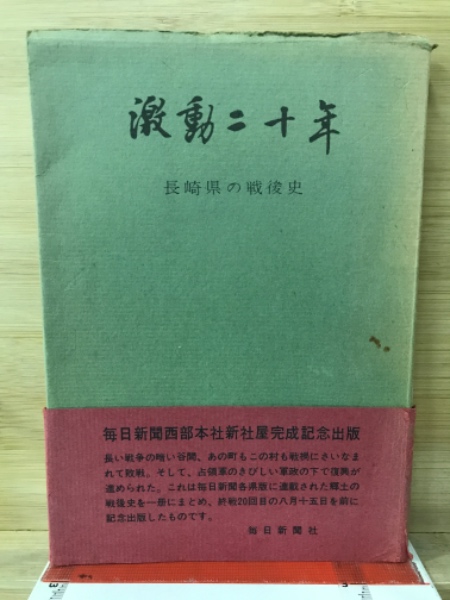 激動二十年
長崎県の戦後史
毎日新聞西部本社新社屋完成記念出版
長い戦争の暗い谷間、あの町もこの村も戦禍にさいなま
れて敗戦。そして、占領軍のきびしい軍政の下で復興が
進められた。これは毎日新聞各県版に連載された郷土の
戦後史を一冊にまとめ、終戦20回目の八月十五日を前に
記念出版したものです。
毎日新聞社